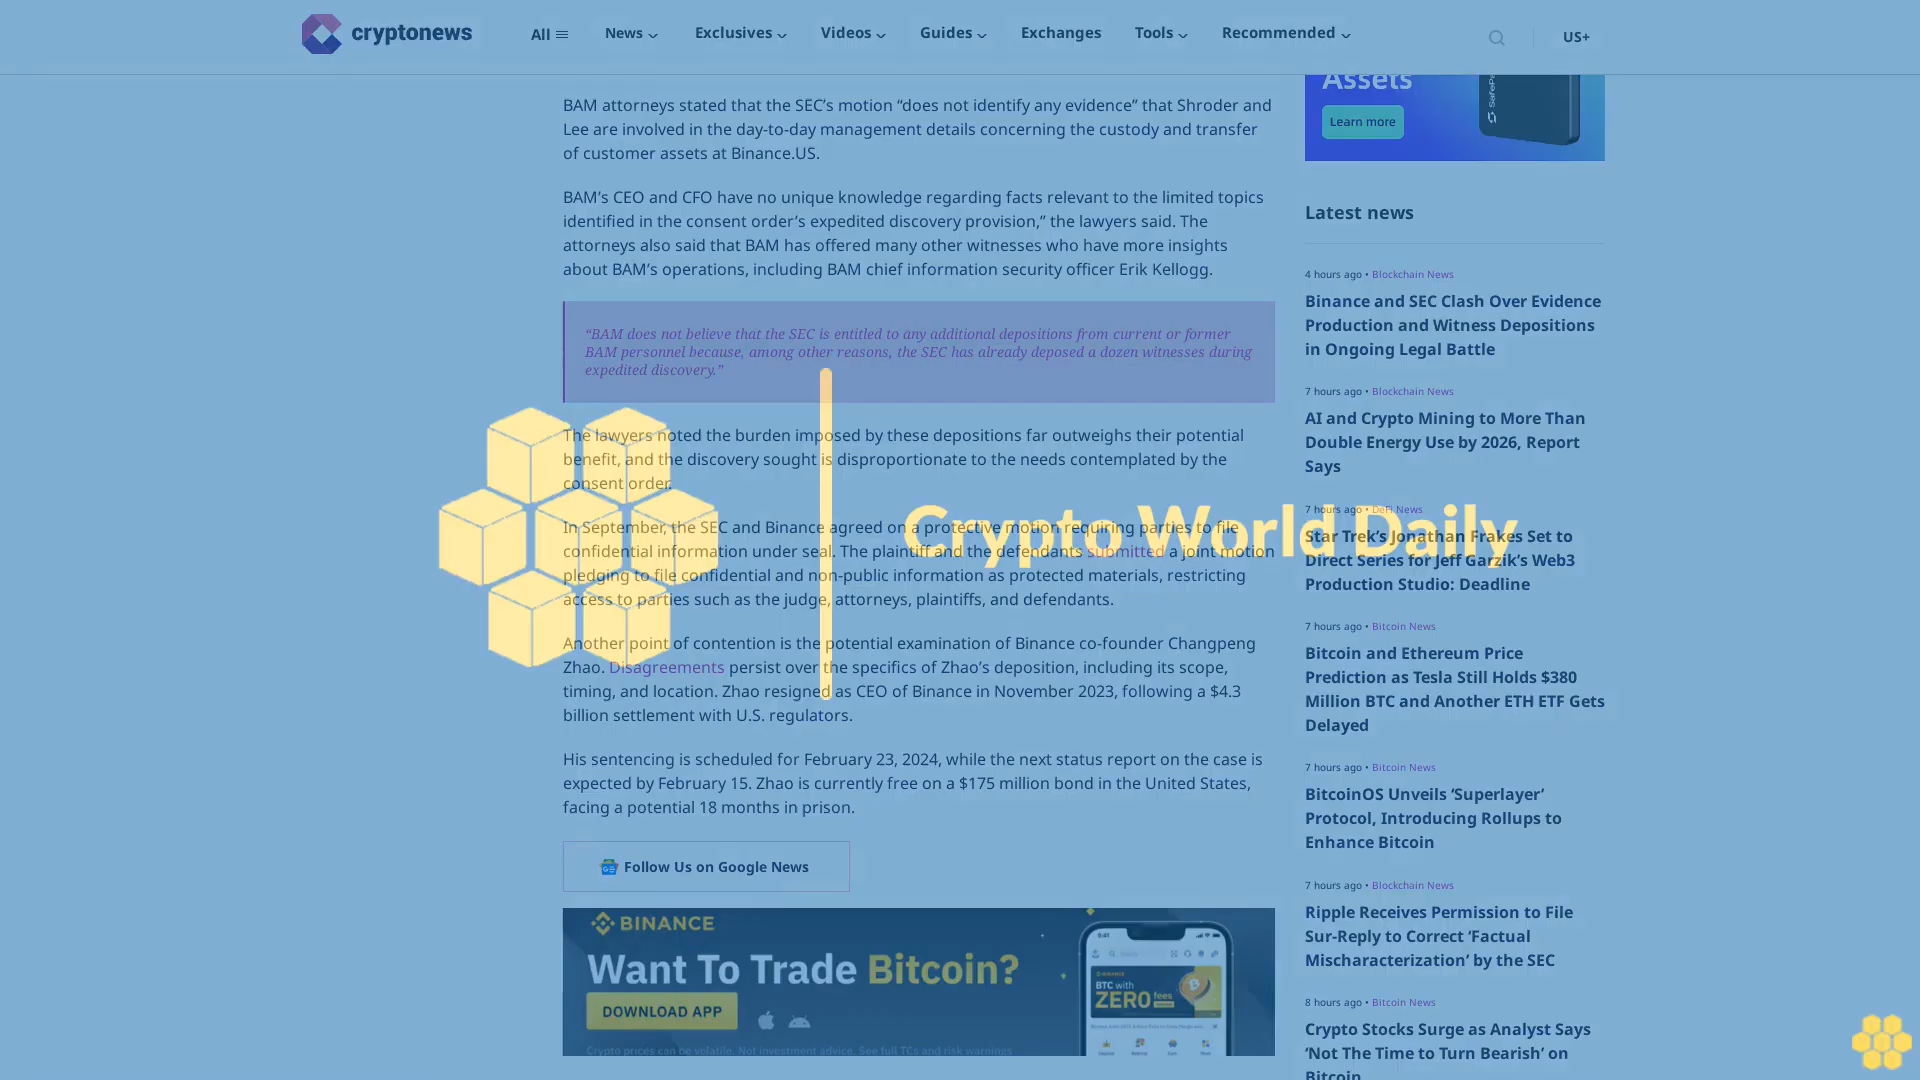 cryptonews
All
News
Exclusives
Videos
Guides
Exchanges
Tools
Recommended
US+
BAM attorneys stated that the SEC’s motion “does not identify any evidence” that Shroder and
Lee are involved in the day-to-day management details concerning the custody and transfer
of customer assets at Binance.US.
BAM’s CEO and CFO have no unique knowledge regarding facts relevant to the limited topics
identified in the consent order’s expedited discovery provision,” the lawyers said. The
attorneys also said that BAM has offered many other witnesses who have more insights
about BAM’s operations, including BAM chief information security officer Erik Kellogg.
“BAM does not believe that the SEC is entitled to any additional depositions from current or former
BAM personnel because, among other reasons, the SEC has already deposed a dozen witnesses during
expedited discovery.”
The lawyers noted the burden imposed by these depositions far outweighs their potential
benefit, and the discovery sought is disproportionate to the needs contemplated by the
consent order.
In September, the SEC and Binance agreed on a protective motion requiring parties to file
confidential information under seal. The plaintiff and the defendants submitted a joint motion
pledging to file confidential and non-public information as protected materials, restricting
access to parties such as the judge, attorneys, plaintiffs, and defendants.
Another point of contention is the potential examination of Binance co-founder Changpeng
Zhao. Disagreements persist over the specifics of Zhao’s deposition, including its scope,
timing, and location. Zhao resigned as CEO of Binance in November 2023, following a $4.3
billion settlement with U.S. regulators.
His sentencing is scheduled for February 23, 2024, while the next status report on the case is
expected by February 15. Zhao is currently free on a $175 million bond in the United States,
facing a potential 18 months in prison.
Follow Us on Google News
BINANCE
Want To Trade Bitcoin?
DOWNLOAD APP
Crypto prices can be volatile. Not investment advice. See full TCs and risk warnings
9:41
BINANCE
BTC with
ZERO fees
Crypto World Daily
Assets
Learn more
SafePa
Latest news
4 hours ago • Blockchain News
Binance and SEC Clash Over Evidence
Production and Witness Depositions
in Ongoing Legal Battle
7 hours ago • Blockchain News
AI and Crypto Mining to More Than
Double Energy Use by 2026, Report
Says
7 hours ago • DeFi News
Star Trek’s Jonathan Frakes Set to
Direct Series for Jeff Garzik’s Web3
Production Studio: Deadline
7 hours ago • Bitcoin News
Bitcoin and Ethereum Price
Prediction as Tesla Still Holds $380
Million BTC and Another ETH ETF Gets
Delayed
7 hours ago • Bitcoin News
BitcoinOS Unveils ‘Superlayer’
Protocol, Introducing Rollups to
Enhance Bitcoin
7 hours ago • Blockchain News
Ripple Receives Permission to File
Sur-Reply to Correct ‘Factual
Mischaracterization’ by the SEC
8 hours ago • Bitcoin News
Crypto Stocks Surge as Analyst Says
‘Not The Time to Turn Bearish’ on
Bitcoin